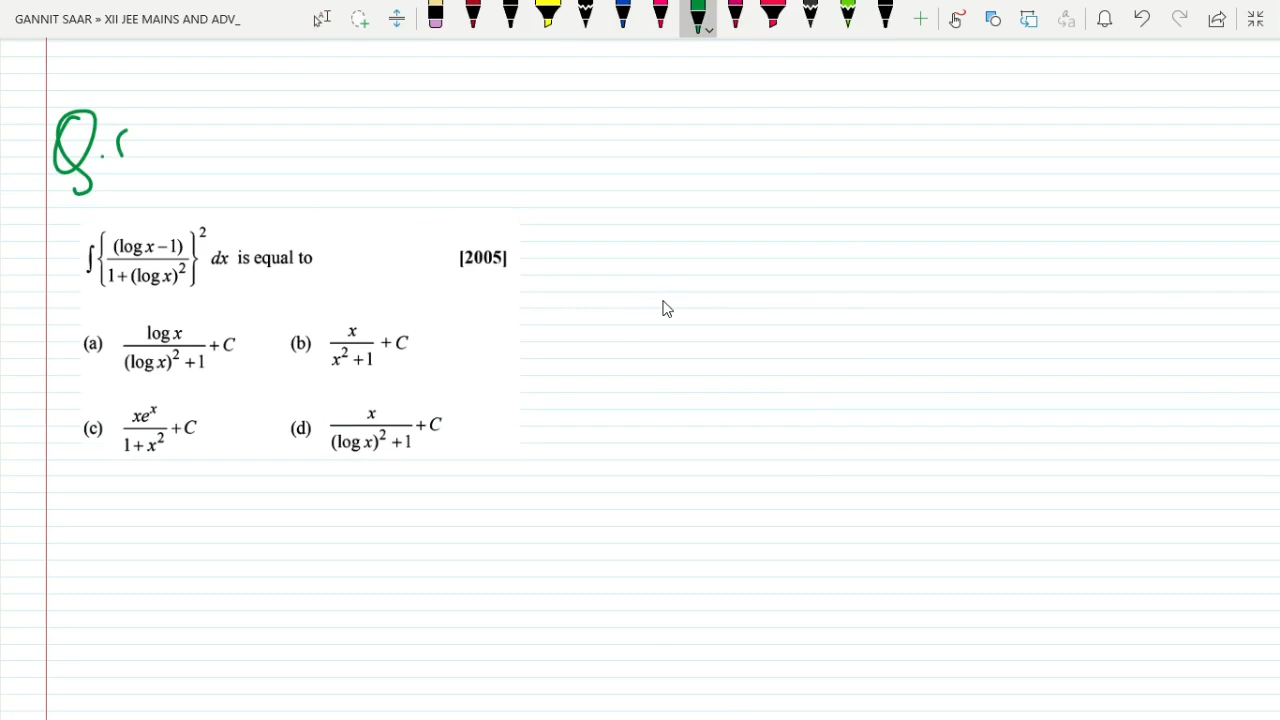 GANNIT SAAR » XII JEE MAINS AND ADV_
Q.
∫{(log x − 1)/(1 + (log x)²)}² dx is equal to [2005]
(a) log x/((log x)² + 1) + C (b) x/(x² + 1) + C
(c) xeˣ/(1 + x²) + C (d) x/((log x)² + 1) + C